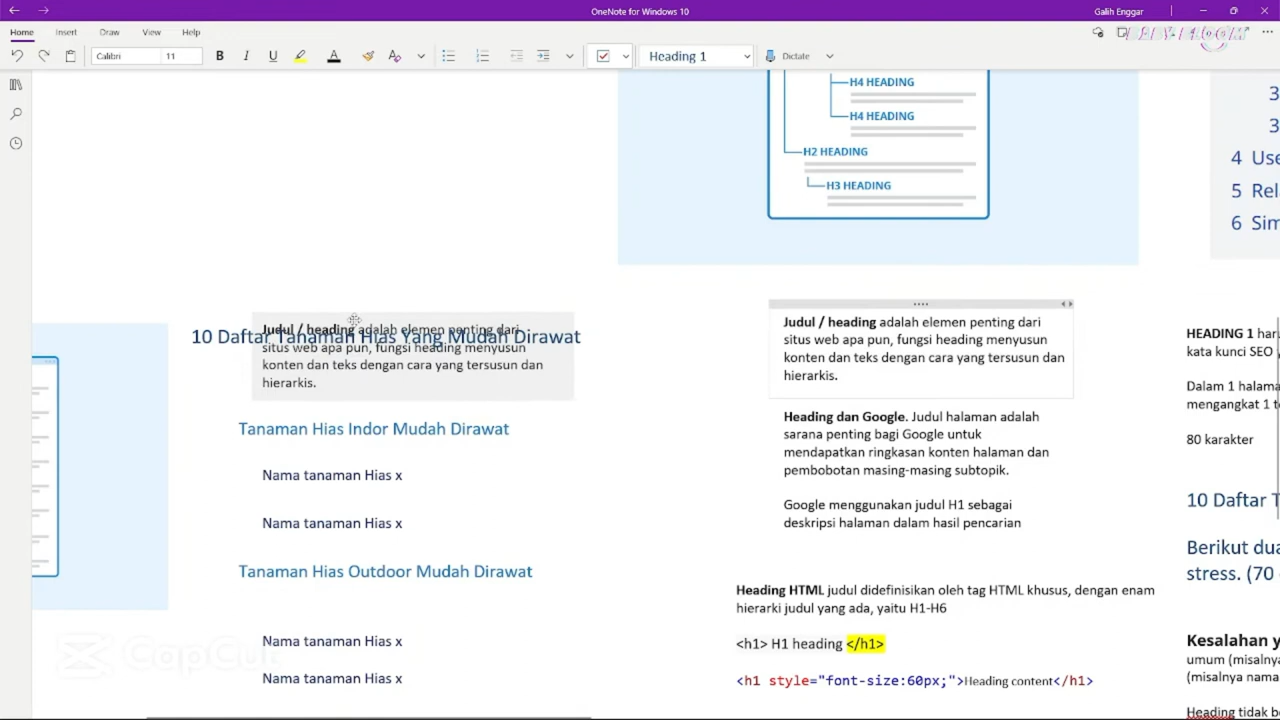 OneNote for Windows 10
Galih Enggar
Home Insert Draw View Help
Calibri 11 B I U A Heading 1 Dictate
H4 HEADING
H4 HEADING
H2 HEADING
H3 HEADING
3
3
4 Use
5 Rel
6 Sim
10 Daftar Tanaman Hias Yang Mudah Dirawat
Judul / heading adalah elemen penting dari
situs web apa pun, fungsi heading menyusun
konten dan teks dengan cara yang tersusun dan
hierarkis.
Tanaman Hias Indor Mudah Dirawat
Nama tanaman Hias x
Nama tanaman Hias x
Tanaman Hias Outdoor Mudah Dirawat
Nama tanaman Hias x
Nama tanaman Hias x
CapCut
Judul / heading adalah elemen penting dari
situs web apa pun, fungsi heading menyusun
konten dan teks dengan cara yang tersusun dan
hierarkis.
Heading dan Google. Judul halaman adalah
sarana penting bagi Google untuk
mendapatkan ringkasan konten halaman dan
pembobotan masing-masing subtopik.
Google menggunakan judul H1 sebagai
deskripsi halaman dalam hasil pencarian
Heading HTML judul didefinisikan oleh tag HTML khusus, dengan enam
hierarki judul yang ada, yaitu H1-H6
<h1> H1 heading </h1>
<h1 style="font-size:60px;">Heading content</h1>
HEADING 1 har
kata kunci SEO
Dalam 1 halama
mengangkat 1 t
80 karakter
10 Daftar T
Berikut dua
stress. (70
Kesalahan y
umum (misalny
(misalnya nama
Heading tidak b